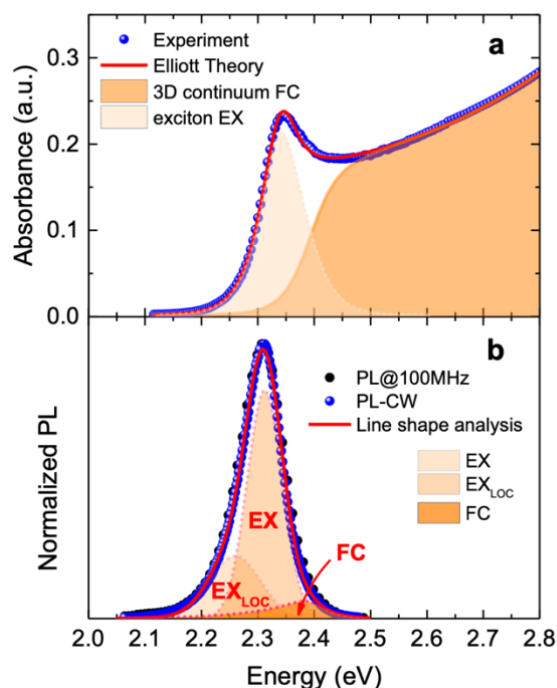 a
Experiment
Elliott Theory
3D continuum FC
exciton EX
Absorbance (a.u.)
0.3
0.2
0.1
0.0
b
PL@100MHz
PL-CW
Line shape analysis
EX
EX_LOC
FC
Normalized PL
EX
FC
EX_LOC
2.0 2.1 2.2 2.3 2.4 2.5 2.6 2.7 2.8
Energy (eV)